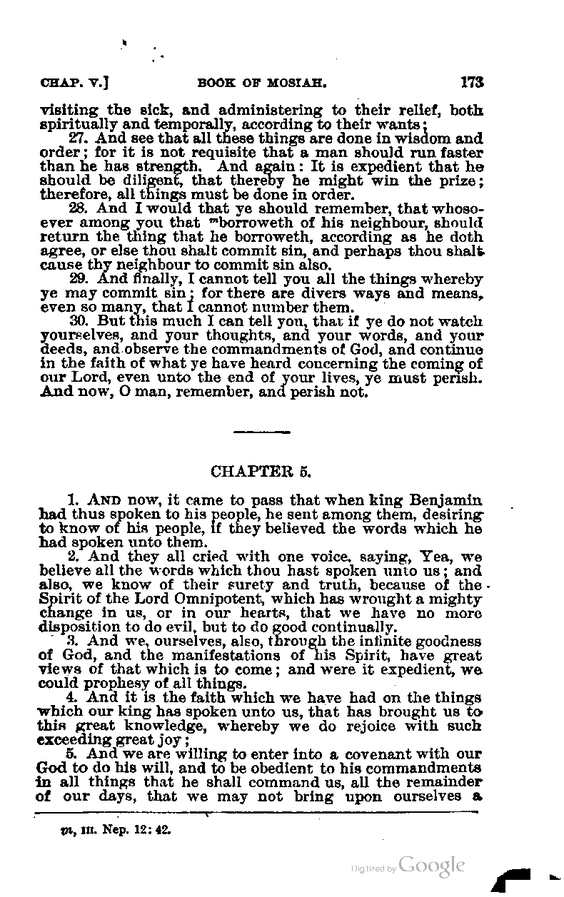 CHAP. V.] BOOK OF MOSIAH. 173
visiting the sick, and administering to their relief, both
spiritually and temporally, according to their wants;
27. And see that all these things are done in wisdom and
order; for it is not requisite that a man should run faster
than he has strength. And again: It is expedient that he
should be diligent, that thereby he might win the prize;
therefore, all things must be done in order.
28. And I would that ye should remember, that whoso-
ever among you that ᵐborroweth of his neighbour, should
return the thing that he borroweth, according as he doth
agree, or else thou shalt commit sin, and perhaps thou shalt
cause thy neighbour to commit sin also.
29. And finally, I cannot tell you all the things whereby
ye may commit sin; for there are divers ways and means,
even so many, that I cannot number them.
30. But this much I can tell you, that if ye do not watch
yourselves, and your thoughts, and your words, and your
deeds, and observe the commandments of God, and continue
in the faith of what ye have heard concerning the coming of
our Lord, even unto the end of your lives, ye must perish.
And now, O man, remember, and perish not.
CHAPTER 5.
1. AND now, it came to pass that when king Benjamin
had thus spoken to his people, he sent among them, desiring
to know of his people, if they believed the words which he
had spoken unto them.
2. And they all cried with one voice, saying, Yea, we
believe all the words which thou hast spoken unto us; and
also, we know of their surety and truth, because of the
Spirit of the Lord Omnipotent, which has wrought a mighty
change in us, or in our hearts, that we have no more
disposition to do evil, but to do good continually.
3. And we, ourselves, also, through the infinite goodness
of God, and the manifestations of his Spirit, have great
views of that which is to come; and were it expedient, we
could prophesy of all things.
4. And it is the faith which we have had on the things
which our king has spoken unto us, that has brought us to
this great knowledge, whereby we do rejoice with such
exceeding great joy;
5. And we are willing to enter into a covenant with our
God to do his will, and to be obedient to his commandments
in all things that he shall command us, all the remainder
of our days, that we may not bring upon ourselves a
m, III. Nep. 12: 42.
Digitized by Google